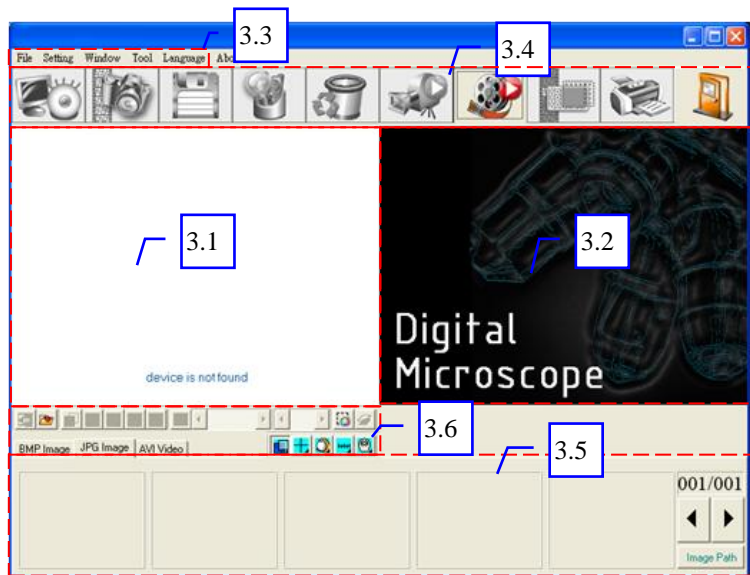 3.3
3.4
File Setting Window Tool Language Abo
3.1
3.2
device is not found
Digital
Microscope
3.6
BMP Image JPG Image AVI Video
3.5
001/001
Image Path